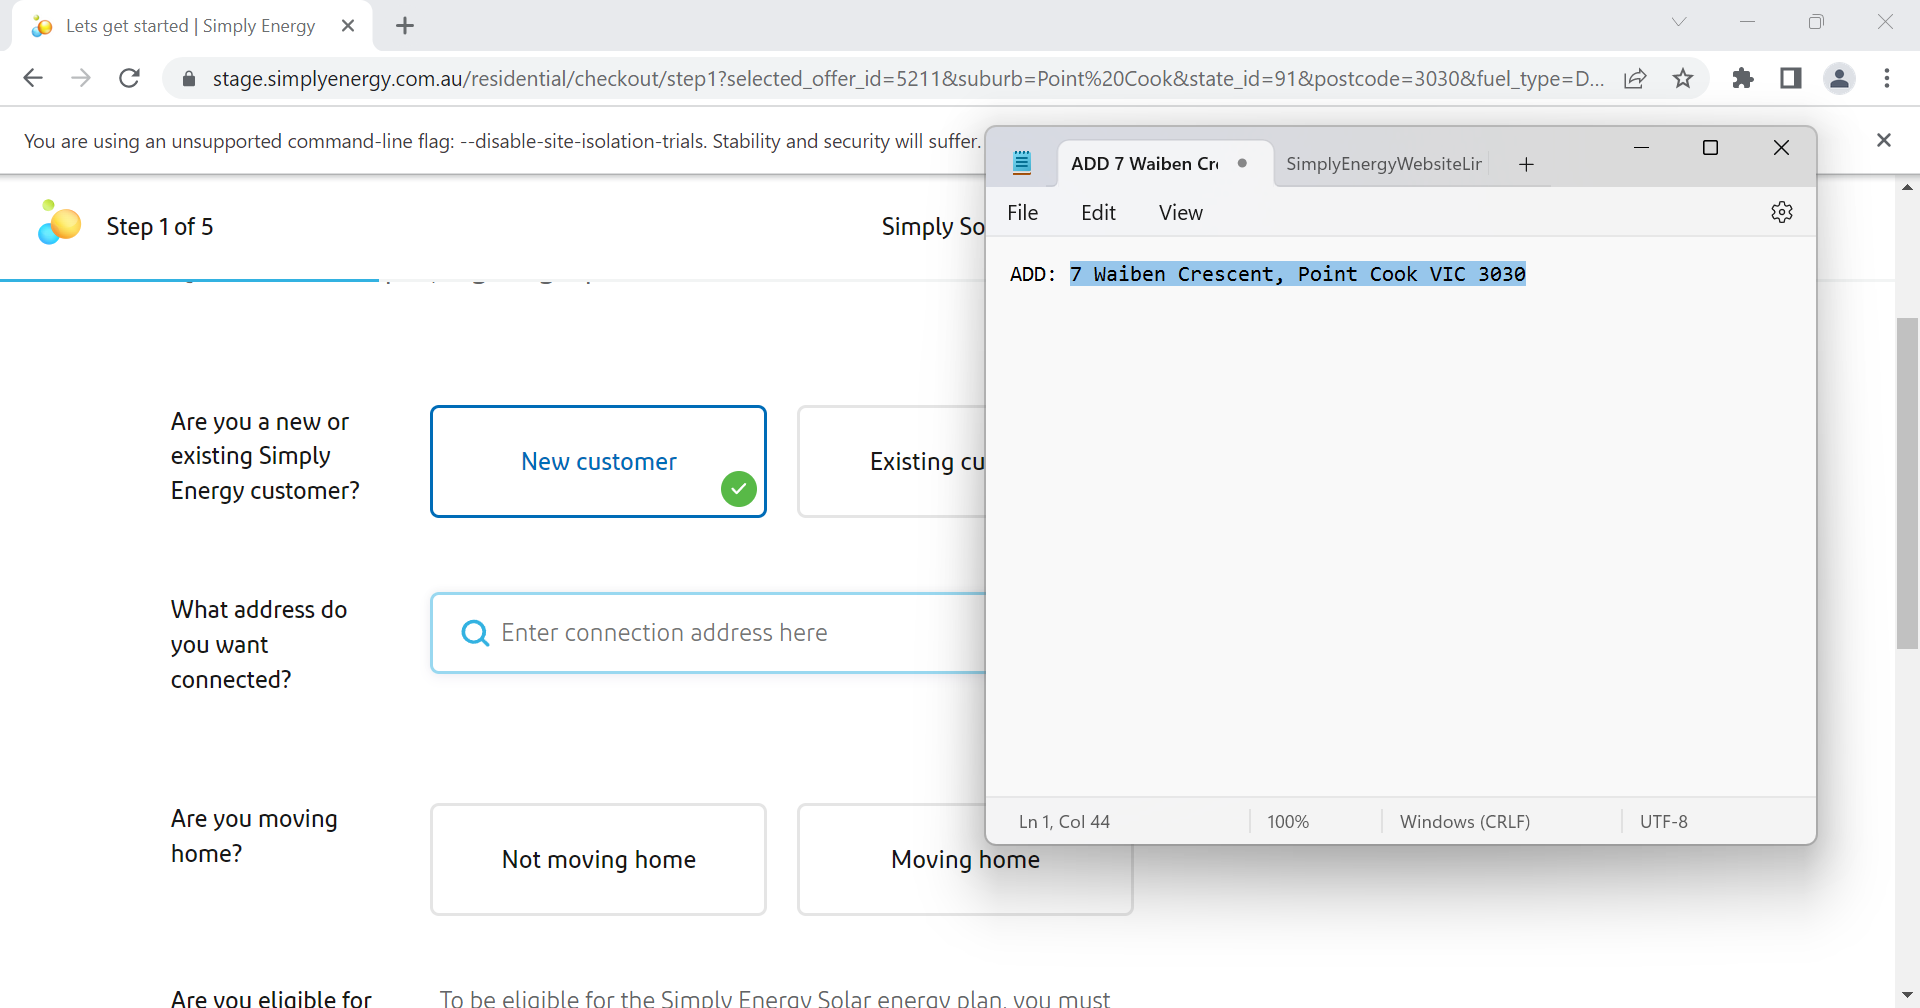 Lets get started | Simply Energy
stage.simplyenergy.com.au/residential/checkout/step1?selected_offer_id=5211&suburb=Point%20Cook&state_id=91&postcode=3030&fuel_type=D...
You are using an unsupported command-line flag: --disable-site-isolation-trials. Stability and security will suffer.
Step 1 of 5
Simply So
Are you a new or
existing Simply
Energy customer?
New customer
Existing cu
What address do
you want
connected?
Enter connection address here
Are you moving
home?
Not moving home
Moving home
Are you eligible for
To be eligible for the Simply Energy Solar energy plan, you must
ADD 7 Waiben Cre
SimplyEnergyWebsiteLir
File
Edit
View
ADD: 7 Waiben Crescent, Point Cook VIC 3030
Ln 1, Col 44
100%
Windows (CRLF)
UTF-8